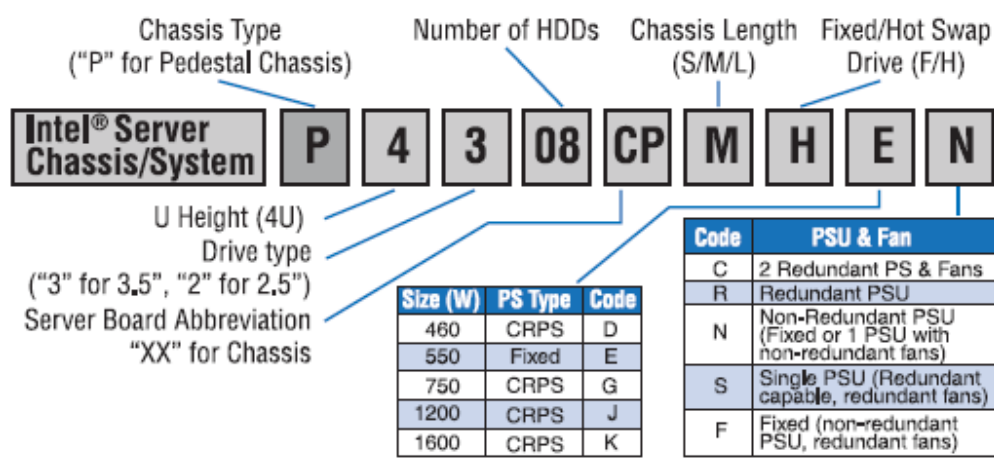 Chassis Type
("P" for Pedestal Chassis)
Number of HDDs
Chassis Length
(S/M/L)
Fixed/Hot Swap
Drive (F/H)
Intel® Server
Chassis/System
P 4 3 08 CP M H E N
U Height (4U)
Drive type
("3" for 3.5", "2" for 2.5")
Server Board Abbreviation
"XX" for Chassis
Size (W) PS Type Code
460 CRPS D
550 Fixed E
750 CRPS G
1200 CRPS J
1600 CRPS K
Code PSU & Fan
C 2 Redundant PS & Fans
R Redundant PSU
N Non-Redundant PSU
(Fixed or 1 PSU with
non-redundant fans)
S Single PSU (Redundant
capable, redundant fans)
F Fixed (non-redundant
PSU, redundant fans)